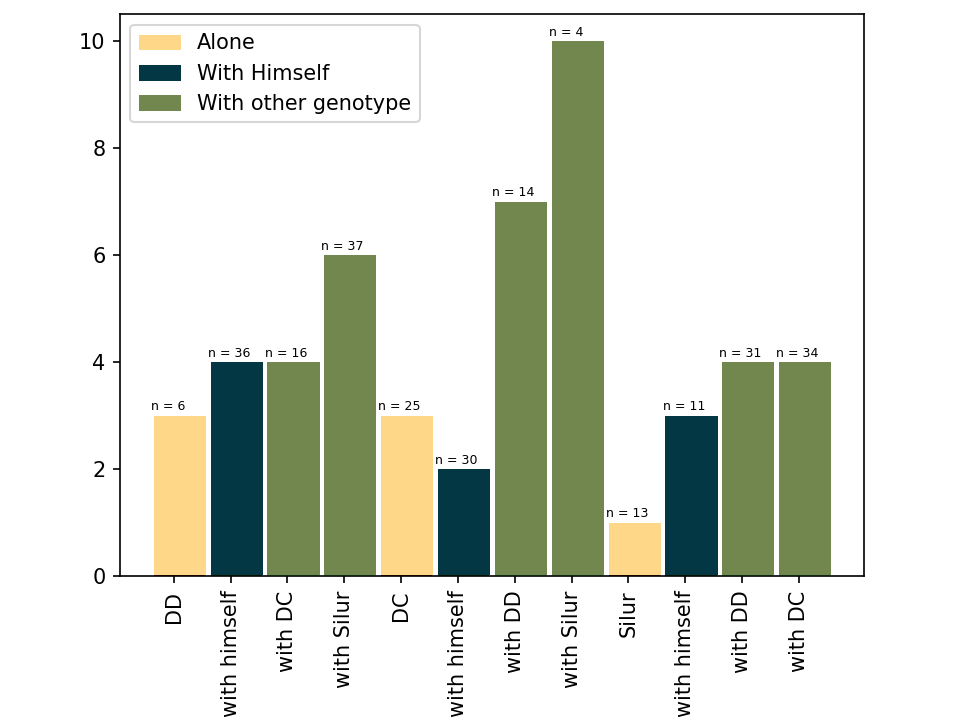 Alone
With Himself
With other genotype
10
8
6
4
2
0
n = 6
n = 36
n = 16
n = 37
n = 25
n = 30
n = 14
n = 4
n = 13
n = 11
n = 31
n = 34
DD
with himself
with DC
with Silur
DC
with himself
with DD
with Silur
Silur
with himself
with DD
with DC